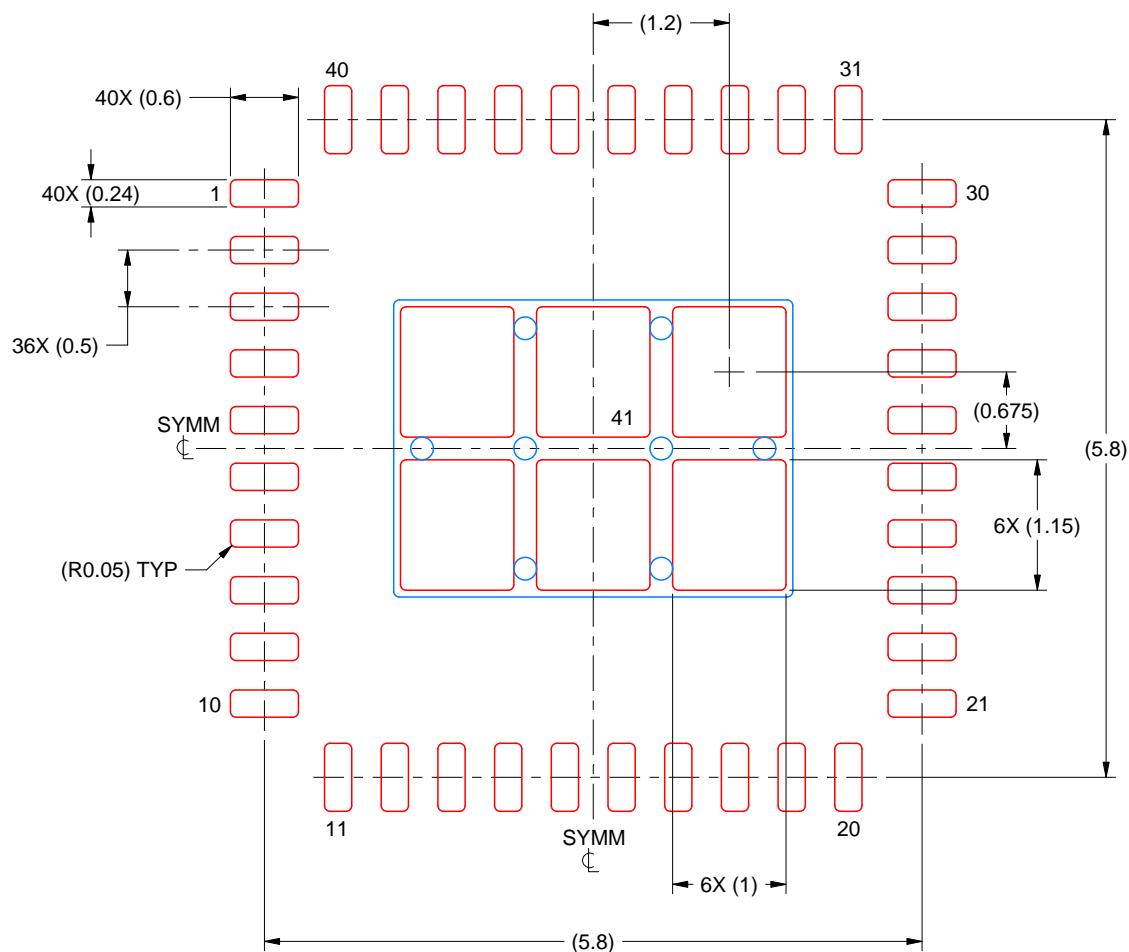 (1.2)
40
31
40X (0.6)
40X (0.24)
1
30
36X (0.5)
SYMM
℄
41
(0.675)
(5.8)
6X (1.15)
(R0.05) TYP
10
21
11
20
SYMM
℄
6X (1)
(5.8)